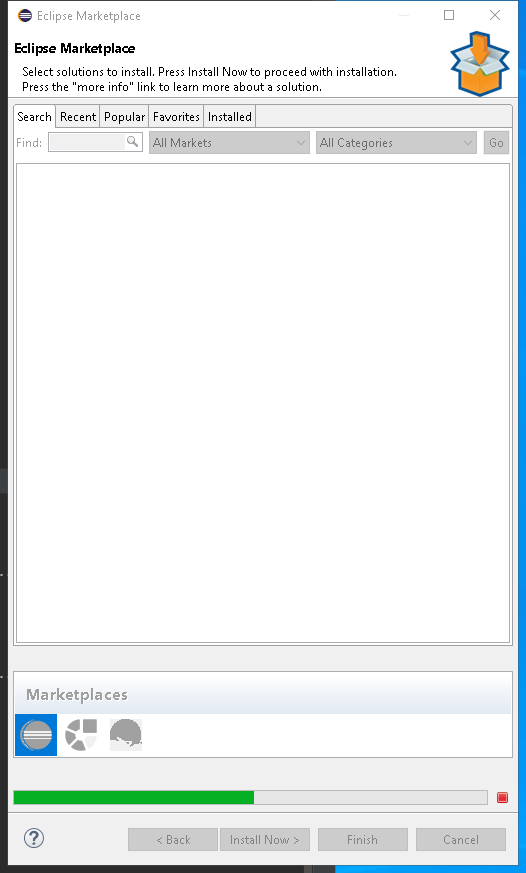 Eclipse Marketplace
Eclipse Marketplace
Select solutions to install. Press Install Now to proceed with installation.
Press the "more info" link to learn more about a solution.
Search Recent Popular Favorites Installed
Find: All Markets All Categories Go
Marketplaces
? < Back Install Now > Finish Cancel